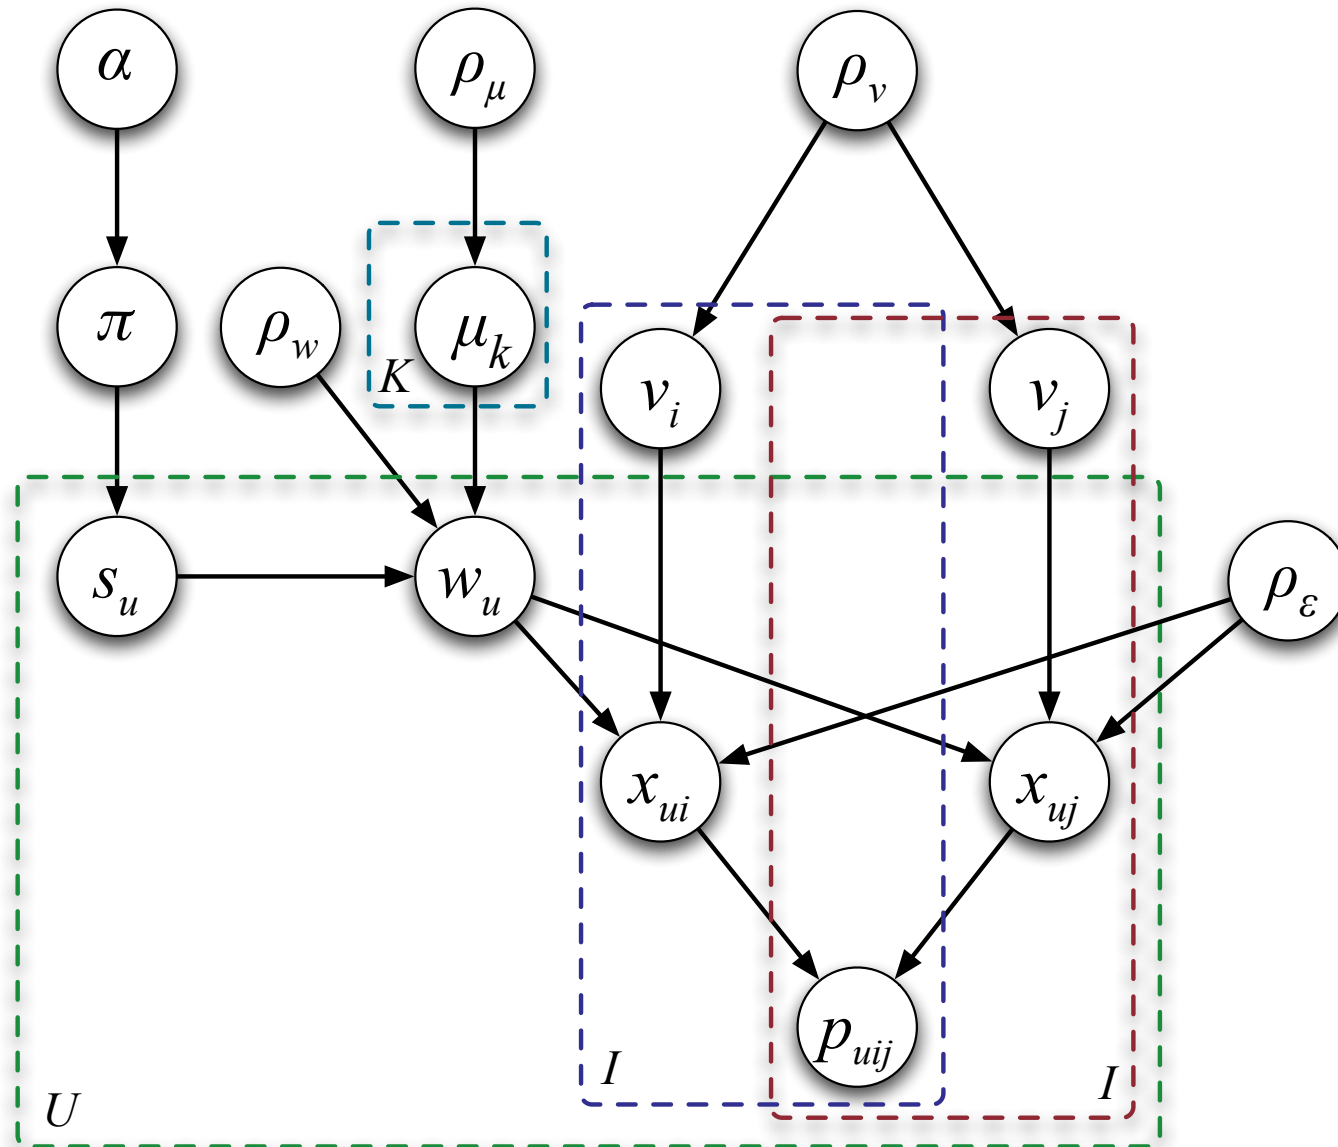 α ρ_μ ρ_v
π ρ_w μ_k v_i v_j
K
s_u w_u ρ_ε
x_ui x_uj
p_uij
I I
U